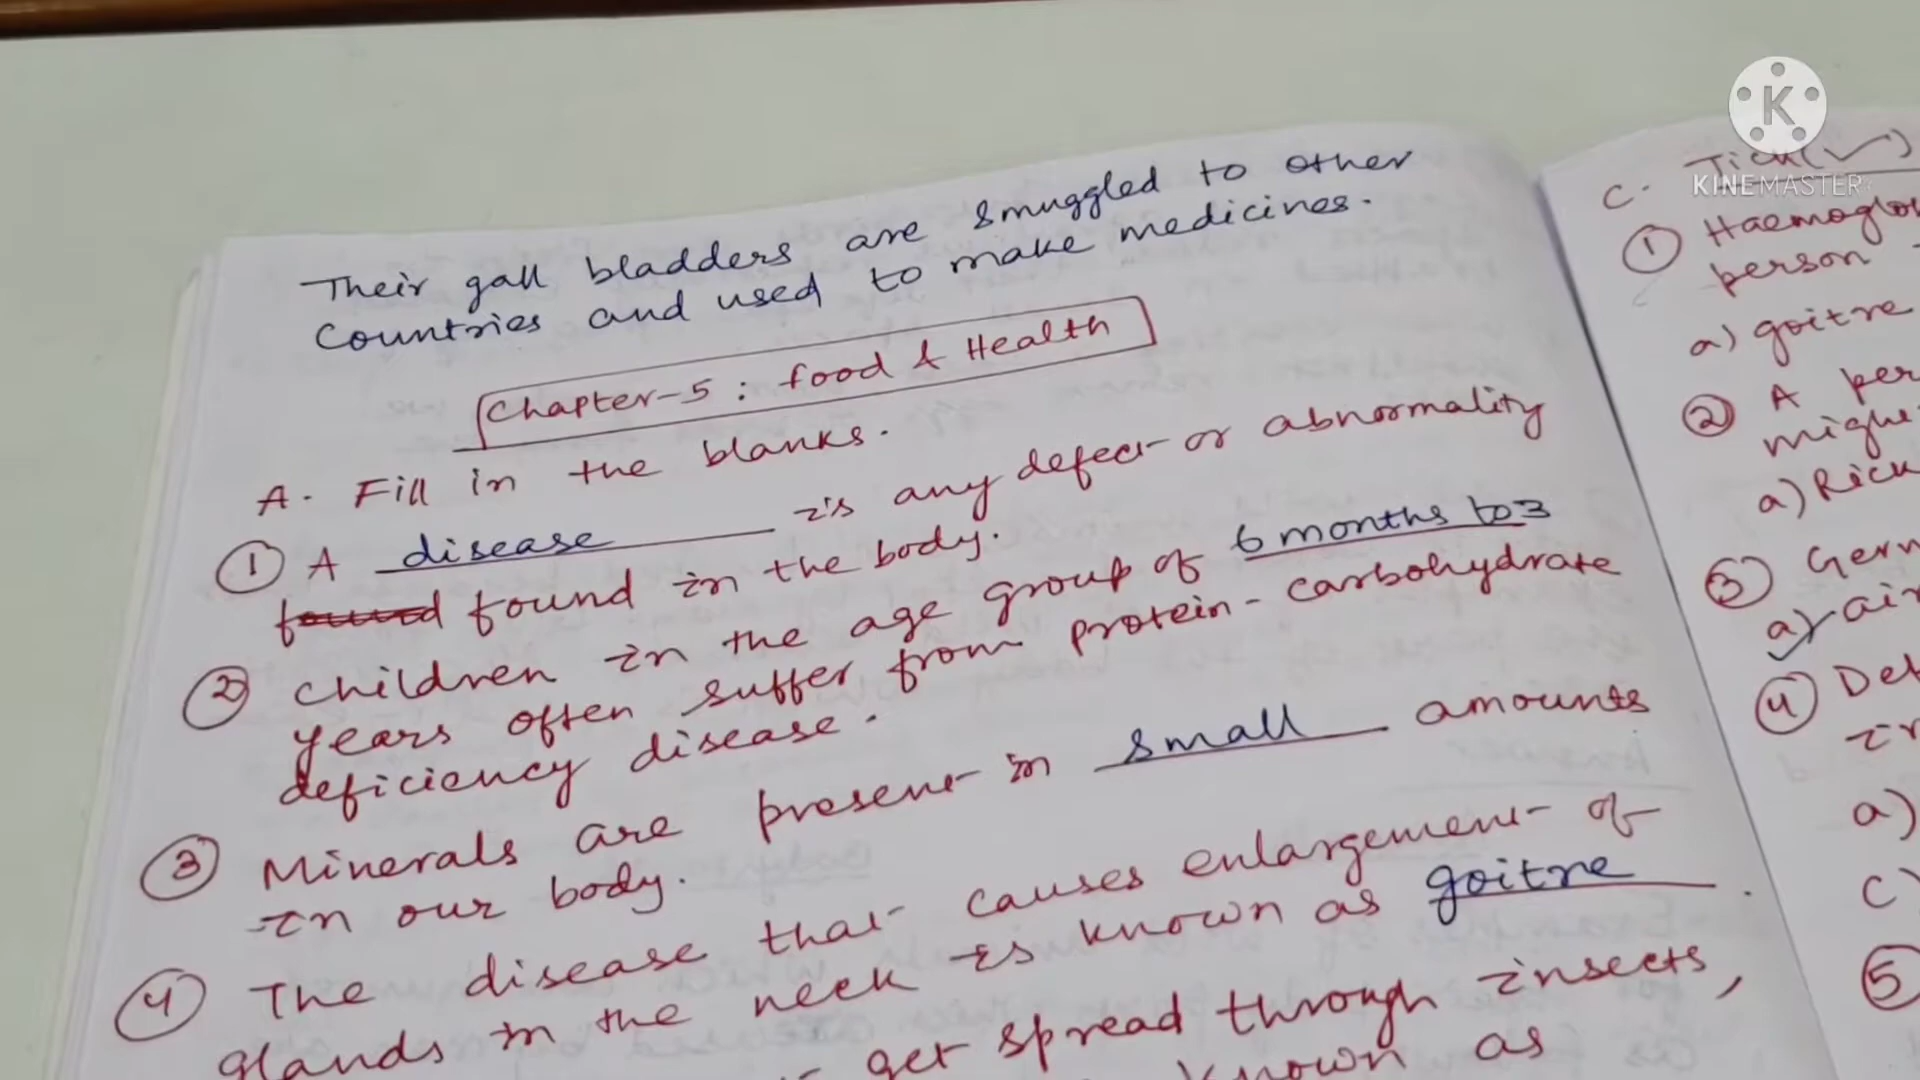 Their gall bladders are smuggled to other
Countries and used to make medicines.
Chapter-5 : food & Health
A. Fill in the blanks.
① A disease is any defect or abnormality
found found in the body.
② Children in the age group of 6 months to 3
years often suffer from protein-carbohydrate
deficiency disease.
③ Minerals are present in small amounts
in our body.
④ The disease that causes enlargement of
glands in the neck is known as goitre.
get spread through insects,
known as
C. Tick (✓)
① Haemoglo
person
a) goitre
② A per
migh
a) Rick
③ Germ
a) air
④ Def
in
a)
c)
⑤
K
KINEMASTER